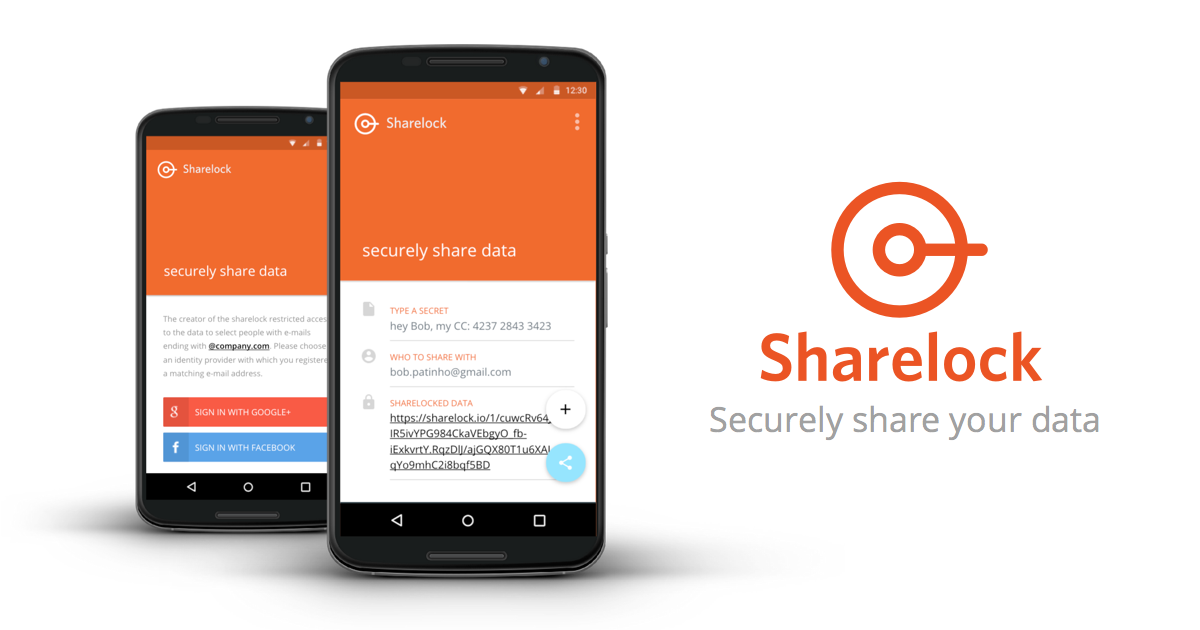 Sharelock
securely share data
The creator of the sharelock restricted
to the data to select people with e-mails
ending with @company.com. Please choose
an identity provider with which you
a matching e-mail address.
g
SIGN IN WITH GOOGLE+
f
SIGN IN WITH FACEBOOK
12:30
Sharelock
securely share data
TYPE A SECRET
hey Bob, my CC: 4237 2843 3423
WHO TO SHARE WITH
bob.patinho@gmail.com
SHARELOCKED DATA
https://sharelock.io/1/cuwcRv64
IR5ivYPG984CkaVEbgyO_fb-
iExkvrtY.RqzDlJ/ajGQX80T1u6XAL
qYo9mhC2i8bqf5BD
+
Sharelock
Securely share your data